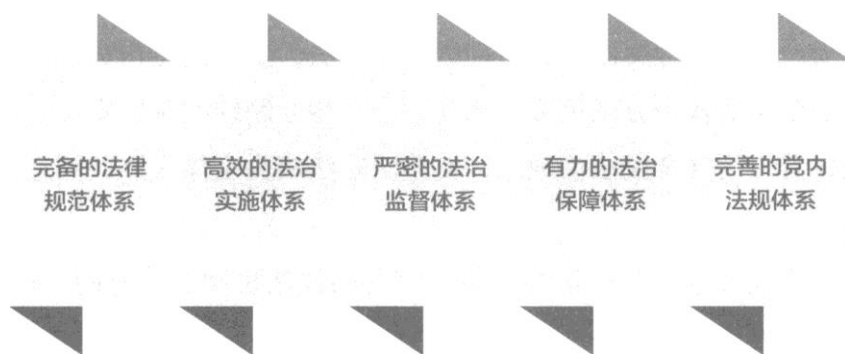 完备的法律
规范体系
高效的法治
实施体系
严密的法治
监督体系
有力的法治
保障体系
完善的党内
法规体系